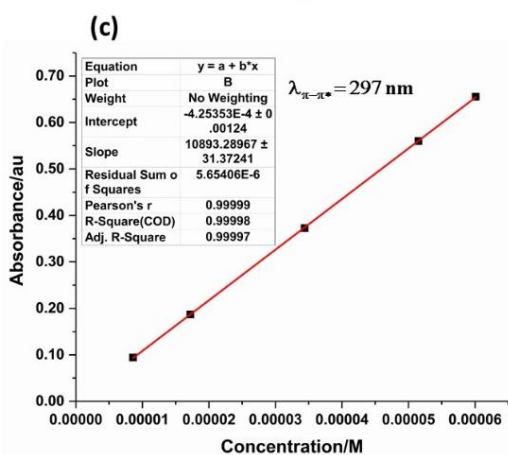 (c)
Equation y = a + b*x
Plot B
Weight No Weighting
Intercept -4.25353E-4 ± 0
.00124
Slope 10893.28967 ±
31.37241
Residual Sum o
f Squares 5.65406E-6
Pearson's r 0.99999
R-Square(COD) 0.99998
Adj. R-Square 0.99997
λπ–π* = 297 nm
Absorbance/au
0.70
0.60
0.50
0.40
0.30
0.20
0.10
0.00
0.00000 0.00001 0.00002 0.00003 0.00004 0.00005 0.00006
Concentration/M